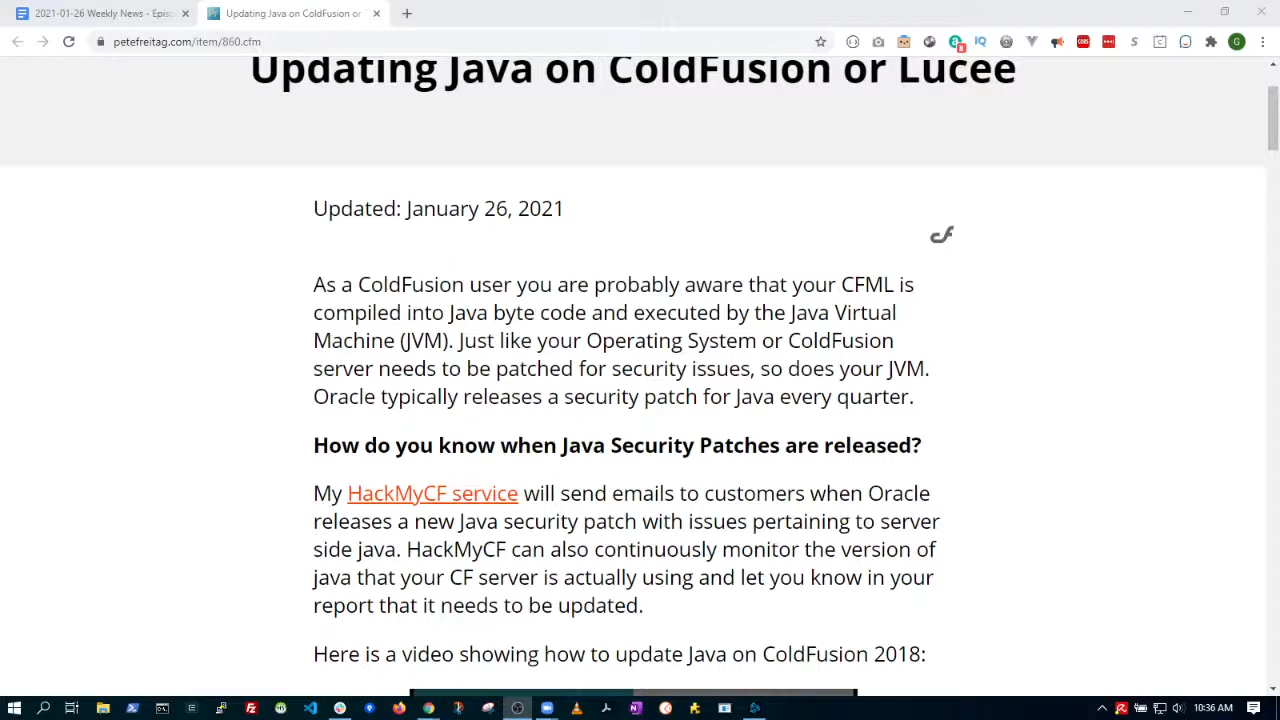 2021-01-26 Weekly News - Episo
Updating Java on ColdFusion or
petefreitag.com/item/860.cfm
Updating Java on ColdFusion or Lucee
Updated: January 26, 2021
As a ColdFusion user you are probably aware that your CFML is
compiled into Java byte code and executed by the Java Virtual
Machine (JVM). Just like your Operating System or ColdFusion
server needs to be patched for security issues, so does your JVM.
Oracle typically releases a security patch for Java every quarter.
How do you know when Java Security Patches are released?
My HackMyCF service will send emails to customers when Oracle
releases a new Java security patch with issues pertaining to server
side java. HackMyCF can also continuously monitor the version of
java that your CF server is actually using and let you know in your
report that it needs to be updated.
Here is a video showing how to update Java on ColdFusion 2018:
10:36 AM